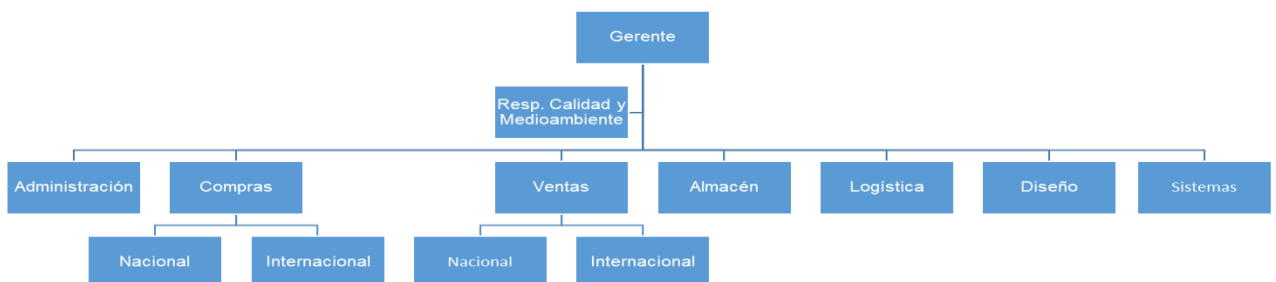 Gerente
Resp. Calidad y
Medioambiente
Administración
Compras
Ventas
Almacén
Logística
Diseño
Sistemas
Nacional
Internacional
Nacional
Internacional